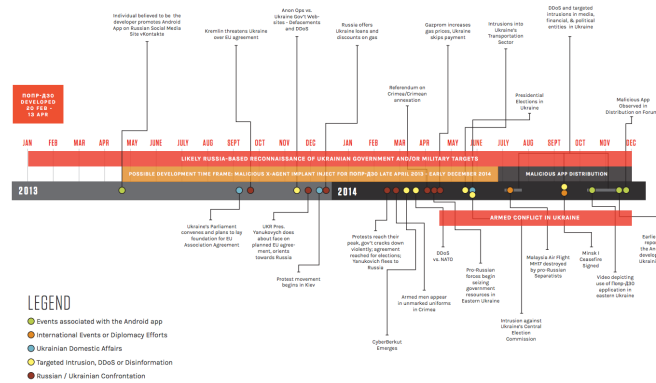 Individual believed to be the
developer promotes Android
App on Russian Social Media
Site vKontakte
Kremlin threatens Ukraine
over EU agreement
Anon Ops vs.
Ukraine Gov't Web-
sites - Defacements
and DDoS
Russia offers
Ukraine loans and
discounts on gas
Gazprom increases
gas prices, Ukraine
skips payment
Intrusions into
Ukraine's
Transportation
Sector
DDoS and targeted
intrusions in media,
financial, & political
entities in Ukraine
Referendum on
Crimea/Crimean
annexation
Presidential
Elections in
Ukraine
Malicious App
Observed in
Distribution on Forum
ПОПР-Д30
DEVELOPED
20 FEB -
13 APR
JAN FEB MAR APR MAY JUNE JULY AUG SEPT OCT NOV DEC JAN FEB MAR APR MAY JUNE JULY AUG SEPT OCT NOV DEC
LIKELY RUSSIA-BASED RECONNAISSANCE OF UKRAINIAN GOVERNMENT AND/OR MILITARY TARGETS
POSSIBLE DEVELOPMENT TIME FRAME: MALICIOUS X-AGENT IMPLANT INJECT FOR ПОПР-Д30 LATE APRIL 2013 - EARLY DECEMBER 2014
MALICIOUS APP DISTRIBUTION
2013
2014
ARMED CONFLICT IN UKRAINE
Ukraine's Parliament
convenes and plans to lay
foundation for EU
Association Agreement
UKR Pres.
Yanukovych does
about face on
planned EU agree-
ment, orients
towards Russia
Protest movement
begins in Kiev
Protests reach their
peak, gov't cracks down
violently; agreement
reached for elections;
Yanukovich flees to
Russia
CyberBerkut
Emerges
Armed men appear
in unmarked uniforms
in Crimea
DDoS
vs. NATO
Pro-Russian
forces begin
seizing
government
resources in
Eastern Ukraine
Intrusion against
Ukraine's Central
Election
Commission
Malaysia Air Flight
MH17 destroyed
by pro-Russian
Separatists
Minsk I
Ceasefire
Signed
Video depicting
use of Попр-Д30
application in
eastern Ukraine
Earlie
repo
the An
develo
Ukrain
LEGEND
Events associated with the Android app
International Events or Diplomacy Efforts
Ukrainian Domestic Affairs
Targeted Intrusion, DDoS or Disinformation
Russian / Ukrainian Confrontation